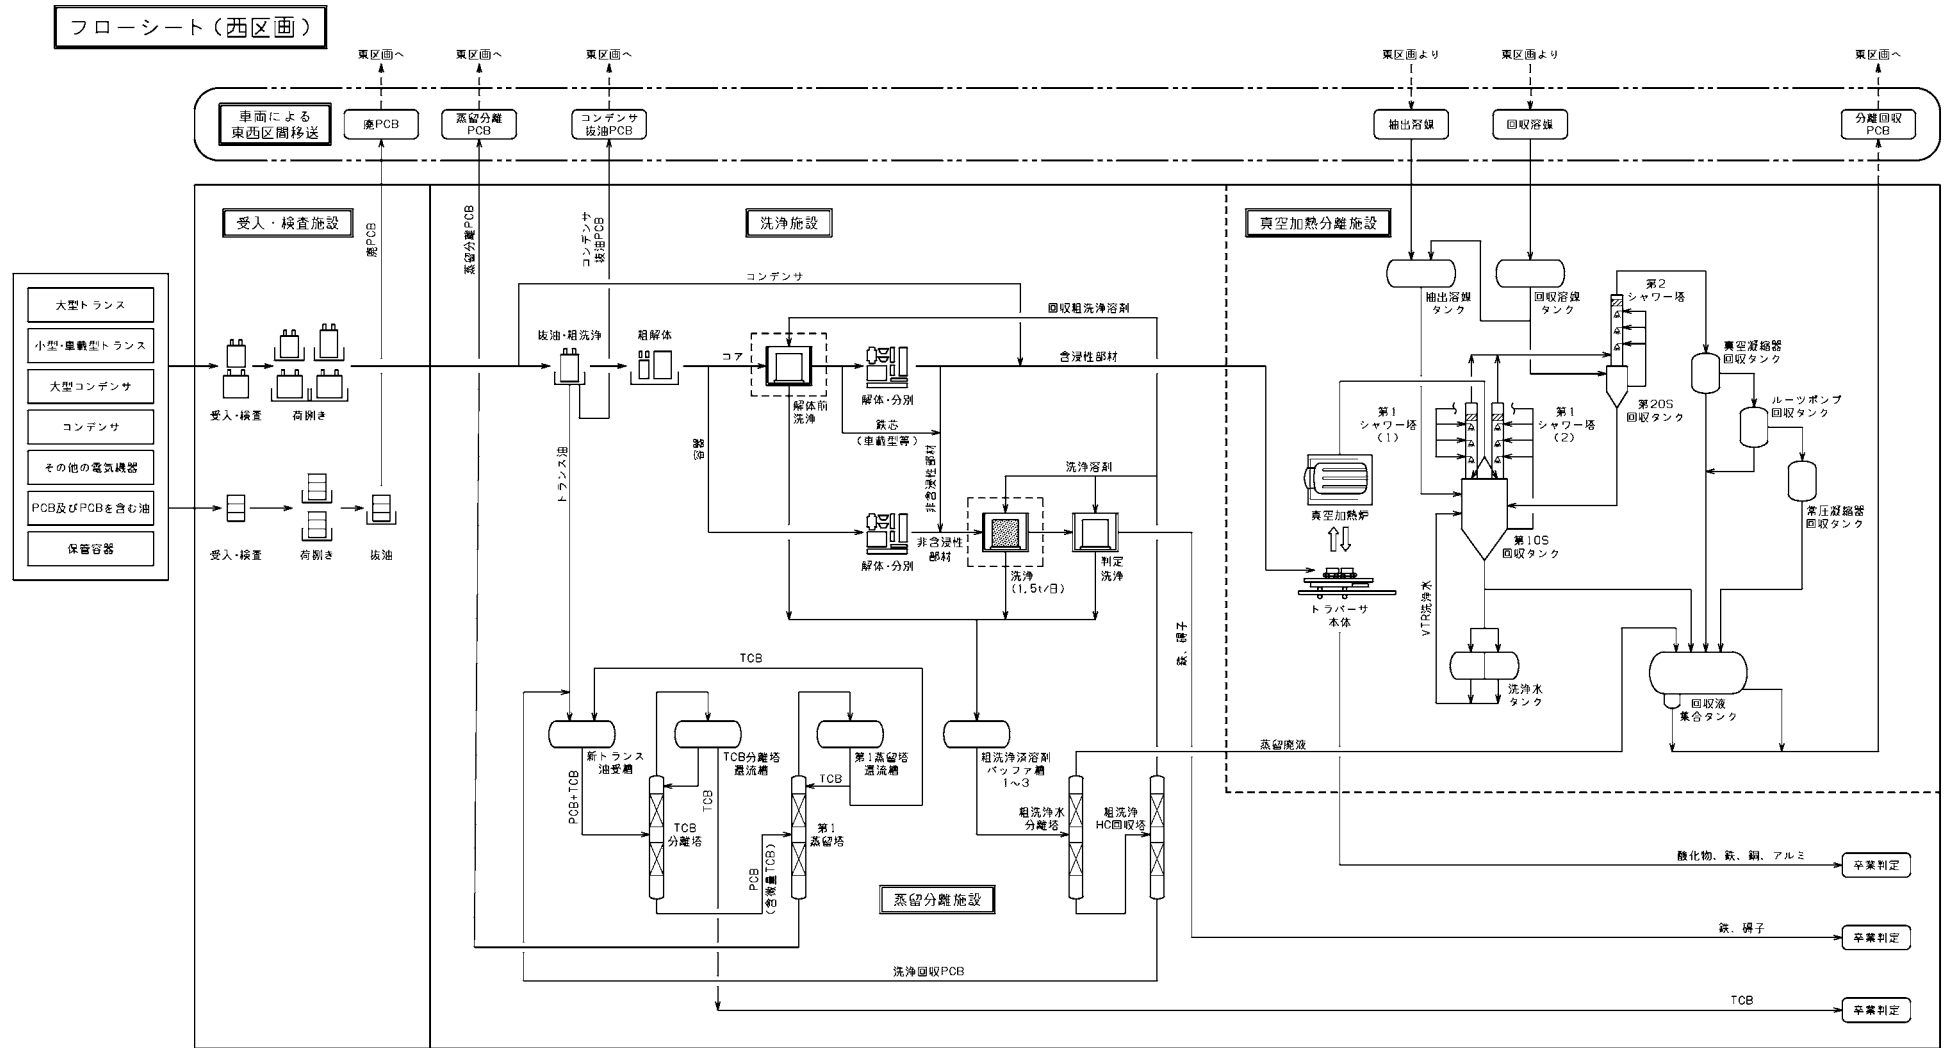 フローシート(西区画)
東区画へ
東区画へ
東区画へ
東区画より
東区画より
東区画へ
車両による
東西区間移送
廃PCB
蒸留分離
PCB
コンデンサ
抜油PCB
抽出溶媒
回収溶媒
分離回収
PCB
受入・検査施設
洗浄施設
真空加熱分離施設
廃PCB
蒸留分離PCB
コンデンサ
抜油PCB
大型トランス
小型・車載型トランス
大型コンデンサ
コンデンサ
その他の電気機器
PCB及びPCBを含む油
保管容器
受入・検査
荷捌き
受入・検査
荷捌き
抜油
コンデンサ
回収粗洗浄溶剤
抜油・粗洗浄
粗解体
コア
含浸性部材
解体前
洗浄
解体・分別
鉄芯
(車載型等)
容器
トランス油
非含浸性部材
洗浄溶剤
解体・分別
非含浸性
部材
洗浄
(1.5t/日)
判定
洗浄
鉄、碍子
抽出溶媒
タンク
回収溶媒
タンク
第2
シャワー塔
真空凝縮器
回収タンク
第2OS
回収タンク
ルーツポンプ
回収タンク
第1
シャワー塔
(1)
第1
シャワー塔
(2)
常圧凝縮器
回収タンク
真空加熱炉
第1OS
回収タンク
トラバーサ
本体
VTR洗浄水
洗浄水
タンク
回収液
集合タンク
TCB
新トランス
油受槽
TCB分離塔
還流槽
第1蒸留塔
還流槽
粗洗浄済溶剤
バッファ槽
1~3
蒸留廃液
PCB+TCB
TCB
TCB
TCB
分離塔
第1
蒸留塔
粗洗浄水
分離塔
粗洗浄
HC回収塔
PCB
(含微量TCB)
蒸留分離施設
酸化物、鉄、銅、アルミ
卒業判定
鉄、碍子
卒業判定
洗浄回収PCB
TCB
卒業判定